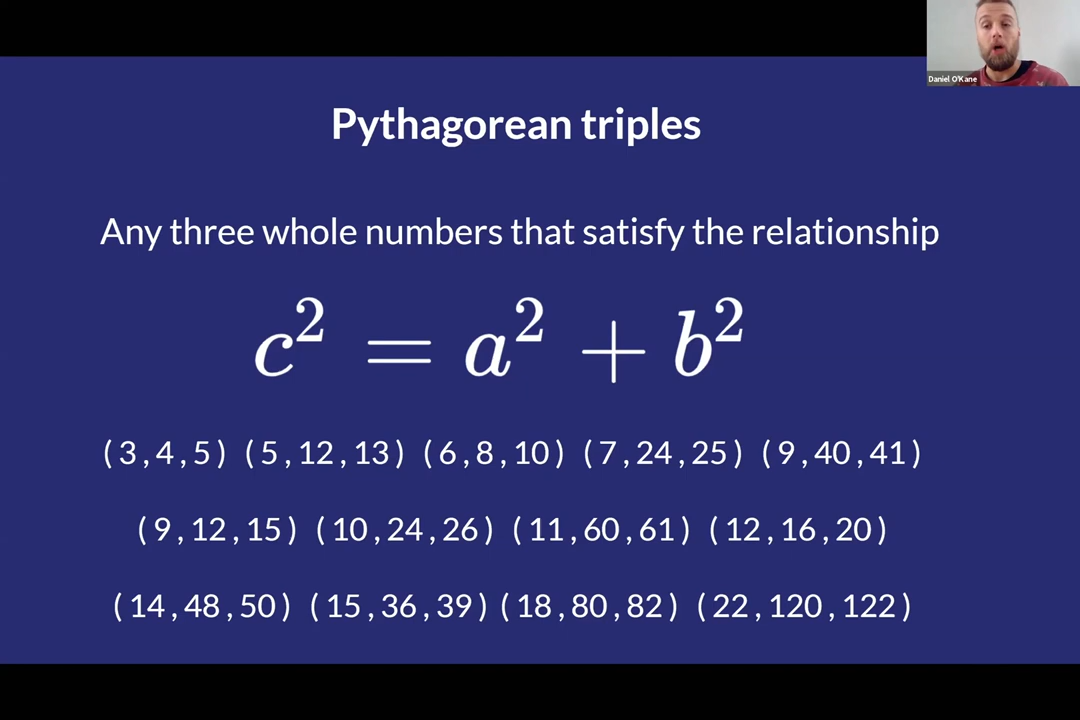 Daniel O'Kane
Pythagorean triples
Any three whole numbers that satisfy the relationship
c² = a² + b²
(3,4,5) (5,12,13) (6,8,10) (7,24,25) (9,40,41)
(9,12,15) (10,24,26) (11,60,61) (12,16,20)
(14,48,50) (15,36,39) (18,80,82) (22,120,122)